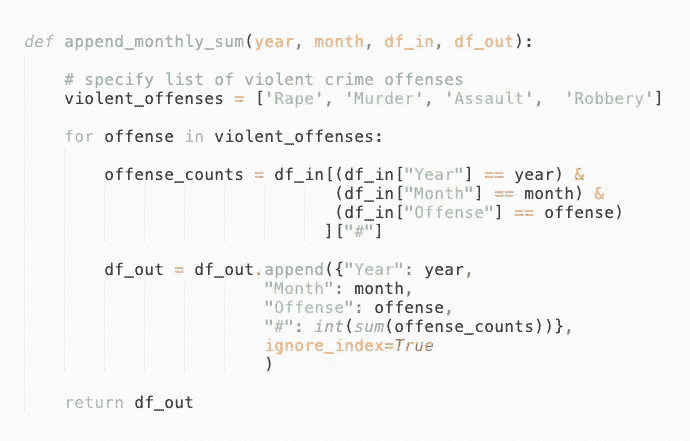 def append_monthly_sum(year, month, df_in, df_out):
# specify list of violent crime offenses
violent_offenses = ['Rape', 'Murder', 'Assault',  'Robbery']
for offense in violent_offenses:
offense_counts = df_in[(df_in["Year"] == year) &
(df_in["Month"] == month) &
(df_in["Offense"] == offense)
]["#"]
df_out = df_out.append({"Year": year,
"Month": month,
"Offense": offense,
"#": int(sum(offense_counts))},
ignore_index=True
)
return df_out